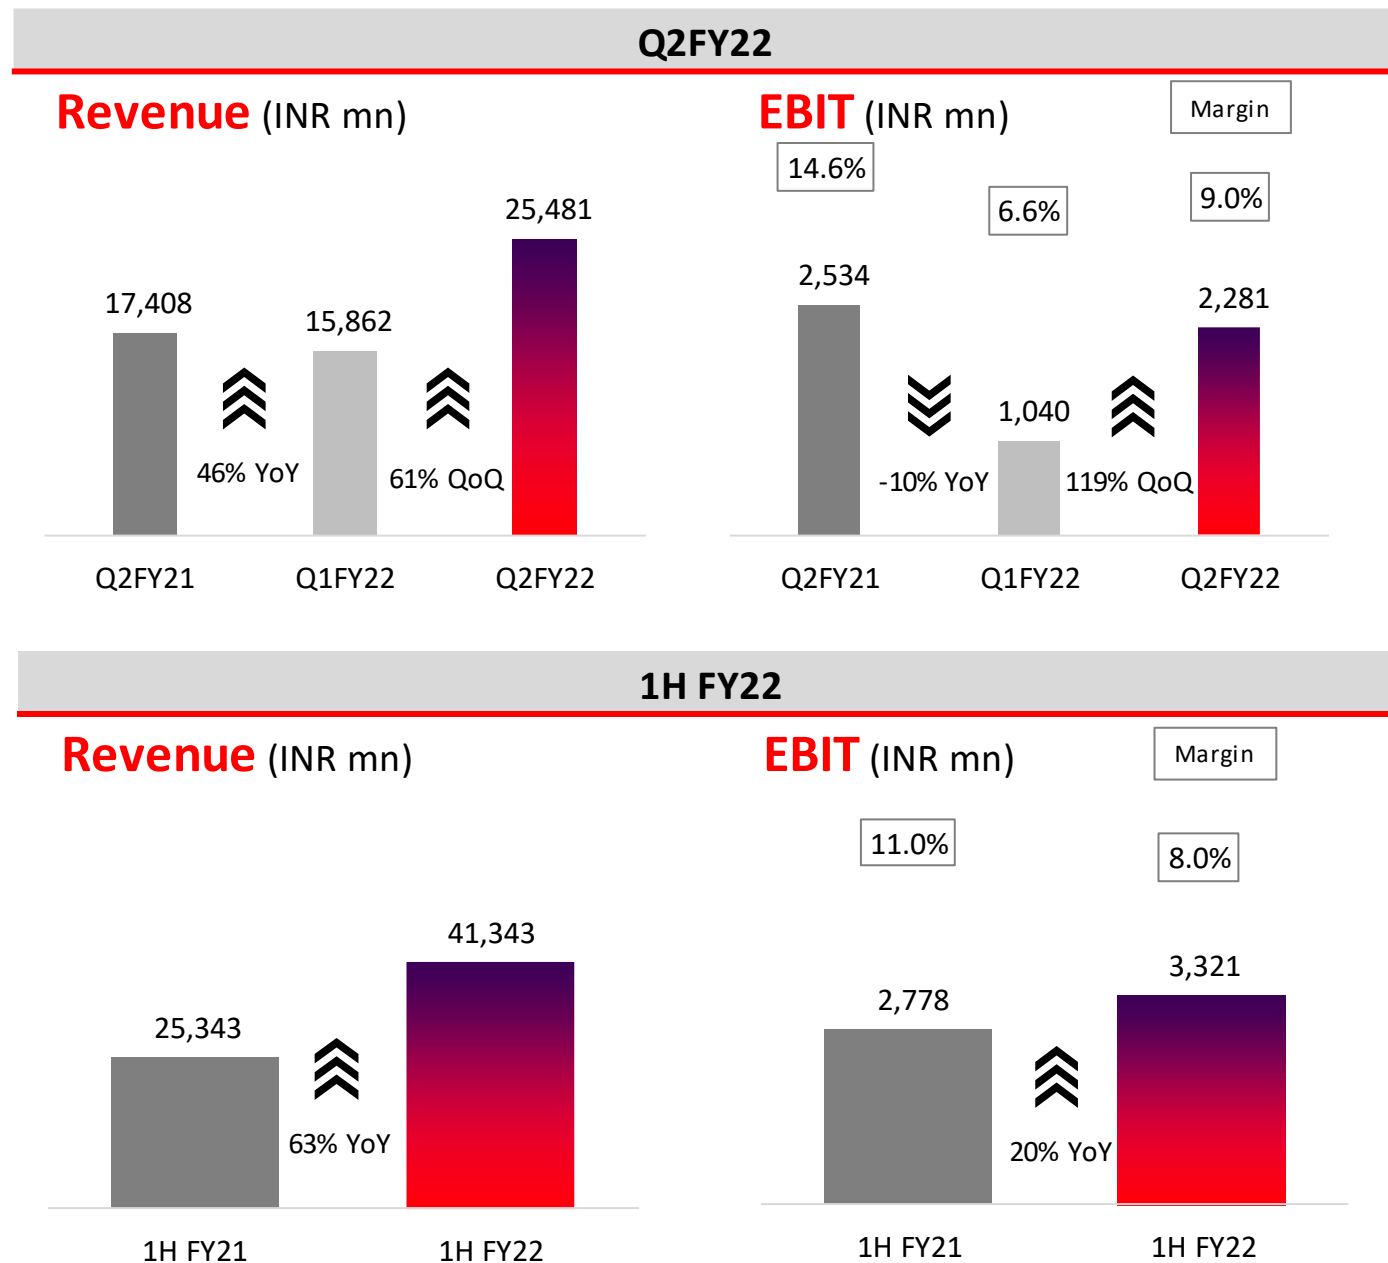 Q2FY22
Revenue (INR mn)
EBIT (INR mn)
Margin
14.6%
6.6%
9.0%
17,408
15,862
25,481
2,534
1,040
2,281
46% YoY
61% QoQ
-10% YoY
119% QoQ
Q2FY21
Q1FY22
Q2FY22
Q2FY21
Q1FY22
Q2FY22
1H FY22
Revenue (INR mn)
EBIT (INR mn)
Margin
11.0%
8.0%
25,343
41,343
2,778
3,321
63% YoY
20% YoY
1H FY21
1H FY22
1H FY21
1H FY22